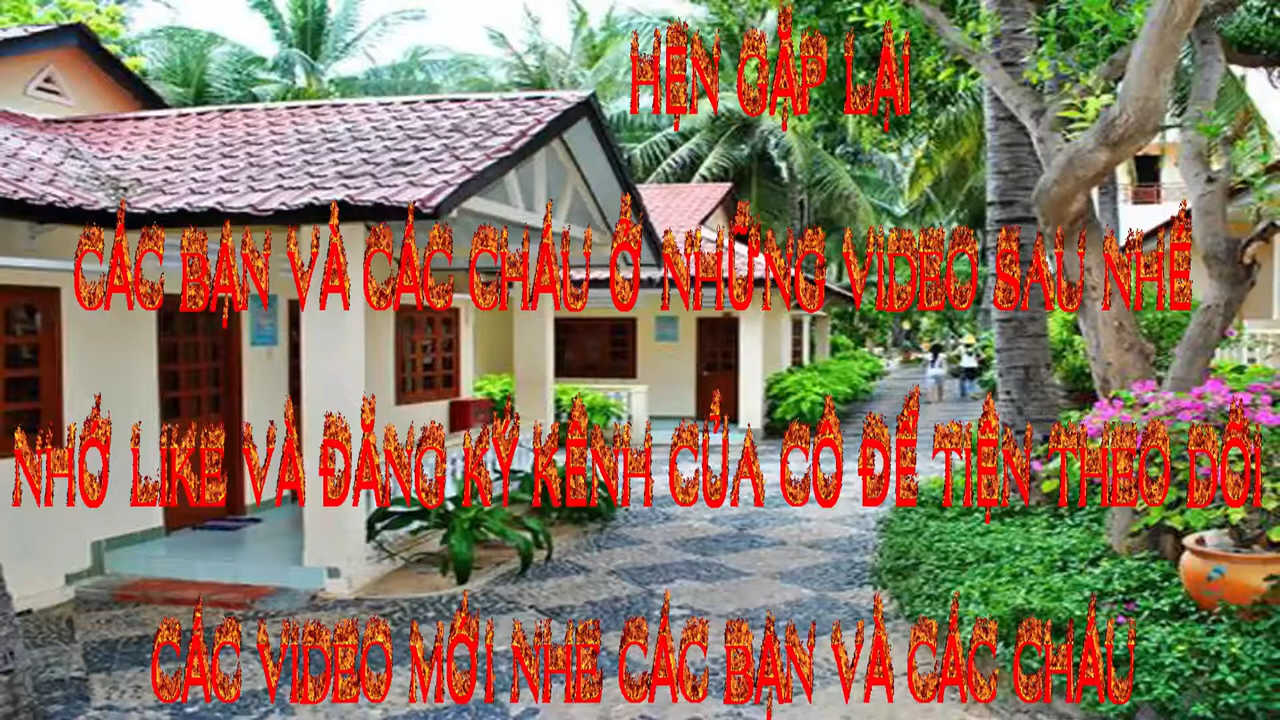 HẸN GẶP LẠI
CÁC BẠN VÀ CÁC CHÁU Ở NHỮNG VIDEO SAU NHÉ
NHỚ LIKE VÀ ĐĂNG KÝ KÊNH CỦA CÔ ĐỂ TIỆN THEO DÕI
CÁC VIDEO MỚI NHE CÁC BẠN VÀ CÁC CHÁU